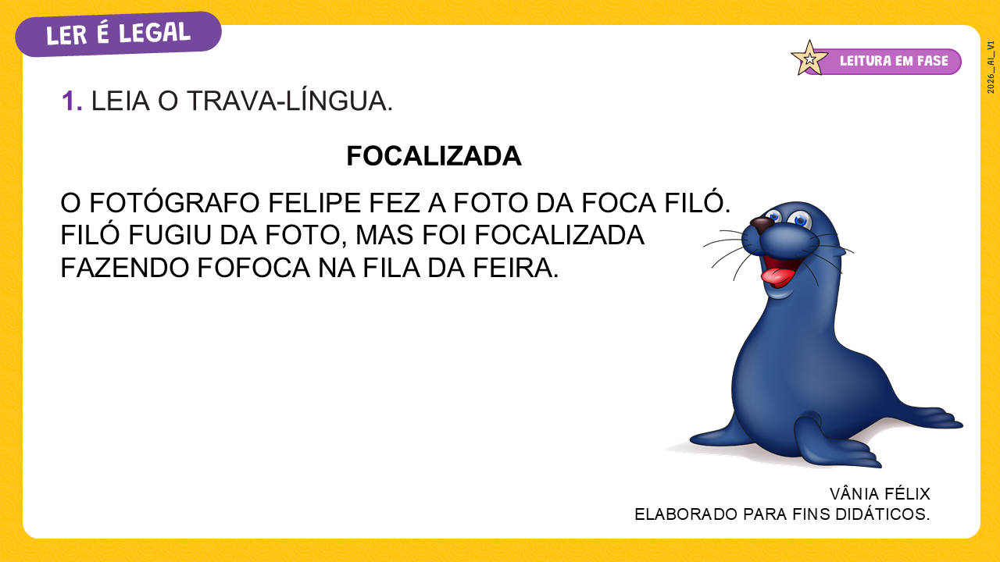 LER É LEGAL
LEITURA EM FASE
2026_AI_V1
1. LEIA O TRAVA-LÍNGUA.
FOCALIZADA
O FOTÓGRAFO FELIPE FEZ A FOTO DA FOCA FILÓ.
FILÓ FUGIU DA FOTO, MAS FOI FOCALIZADA
FAZENDO FOFOCA NA FILA DA FEIRA.
VÂNIA FÉLIX
ELABORADO PARA FINS DIDÁTICOS.